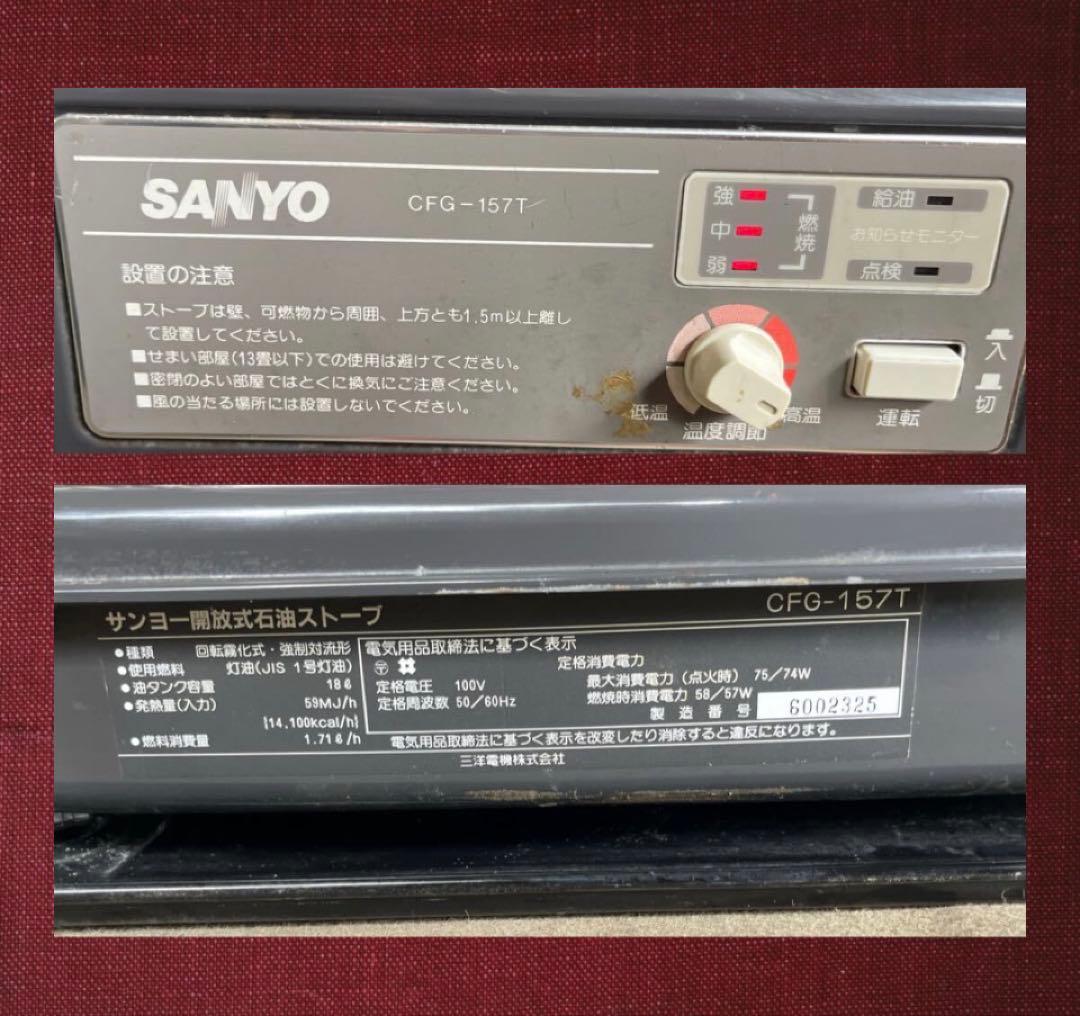 SANYO CFG-157T
設置の注意
■ストーブは壁、可燃物から周囲、上方とも1.5m以上離し
て設置してください。
■せまい部屋(13畳以下)での使用は避けてください。
■密閉のよい部屋ではとくに換気にご注意ください。
■風の当たる場所には設置しないでください。
強
中
弱
燃焼
給油
お知らせモニター
点検
低温
高温
温度調節
運転
入
切
サンヨー開放式石油ストーブ CFG-157T
●種類 回転霧化式・強制対流形
●使用燃料 灯油(JIS 1号灯油)
●油タンク容量 18ℓ
●発熱量(入力) 59MJ/h
{14,100kcal/h}
●燃料消費量 1.71ℓ/h
電気用品取締法に基づく表示
〒
定格電圧 100V
定格周波数 50/60Hz
定格消費電力
最大消費電力(点火時) 75/74W
燃焼時消費電力 58/57W
製造番号 6002325
電気用品取締法に基づく表示を改変したり消除すると違反になります。
三洋電機株式会社